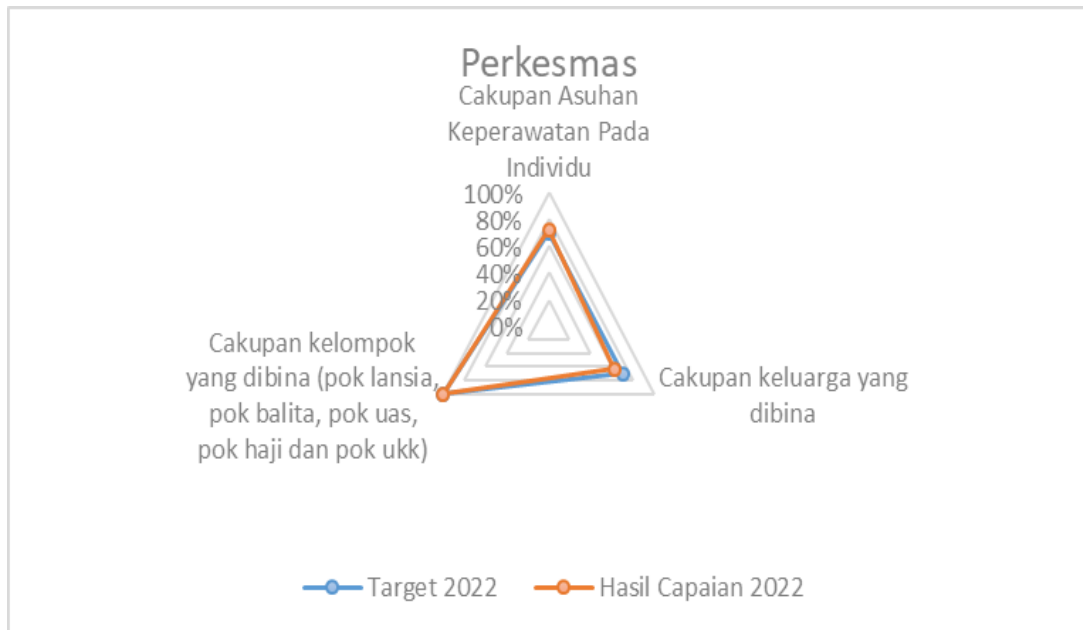 Perkesmas
Cakupan Asuhan
Keperawatan Pada
Individu
100%
80%
60%
40%
20%
0%
Cakupan keluarga yang
dibina
Cakupan kelompok
yang dibina (pok lansia,
pok balita, pok uas,
pok haji dan pok ukk)
Target 2022
Hasil Capaian 2022